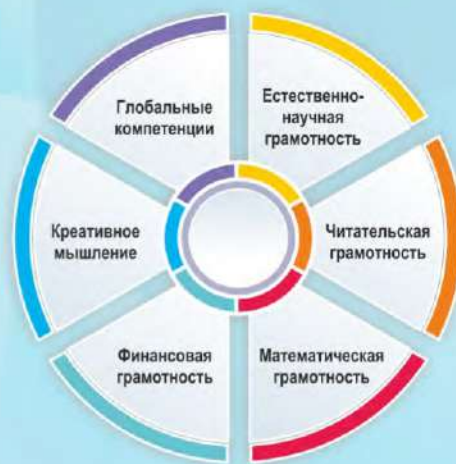 Глобальные
компетенции
Естественно-
научная
грамотность
Креативное
мышление
Читательская
грамотность
Финансовая
грамотность
Математическая
грамотность